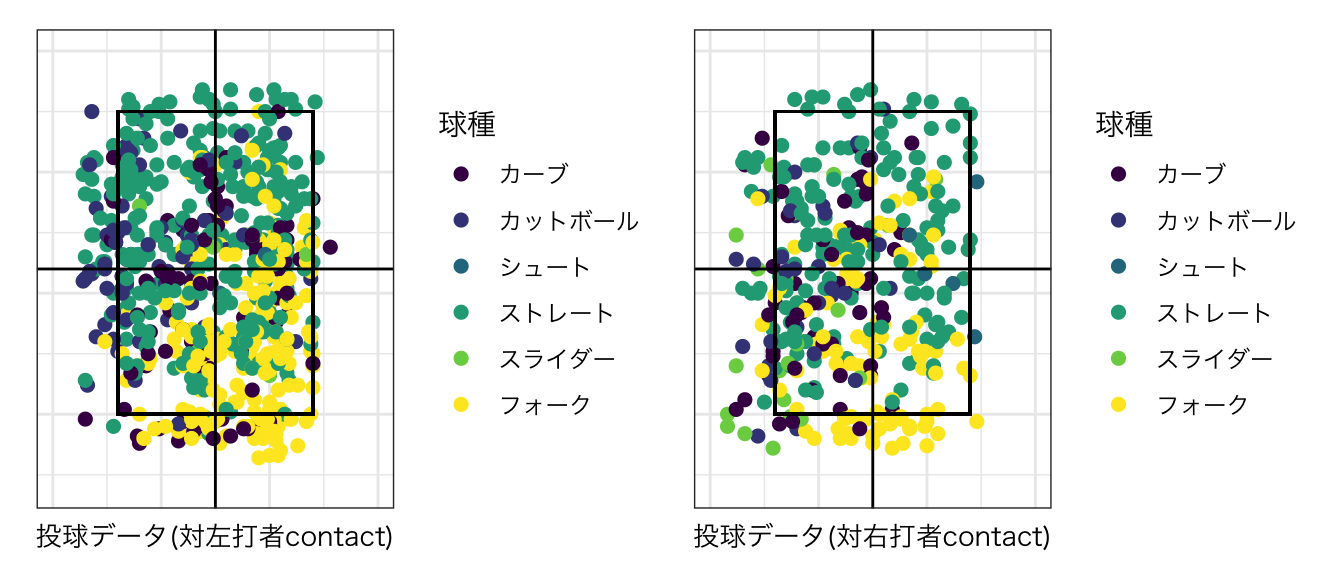 球種
カーブ
カットボール
シュート
ストレート
スライダー
フォーク
投球データ(対左打者contact)
球種
カーブ
カットボール
シュート
ストレート
スライダー
フォーク
投球データ(対右打者contact)